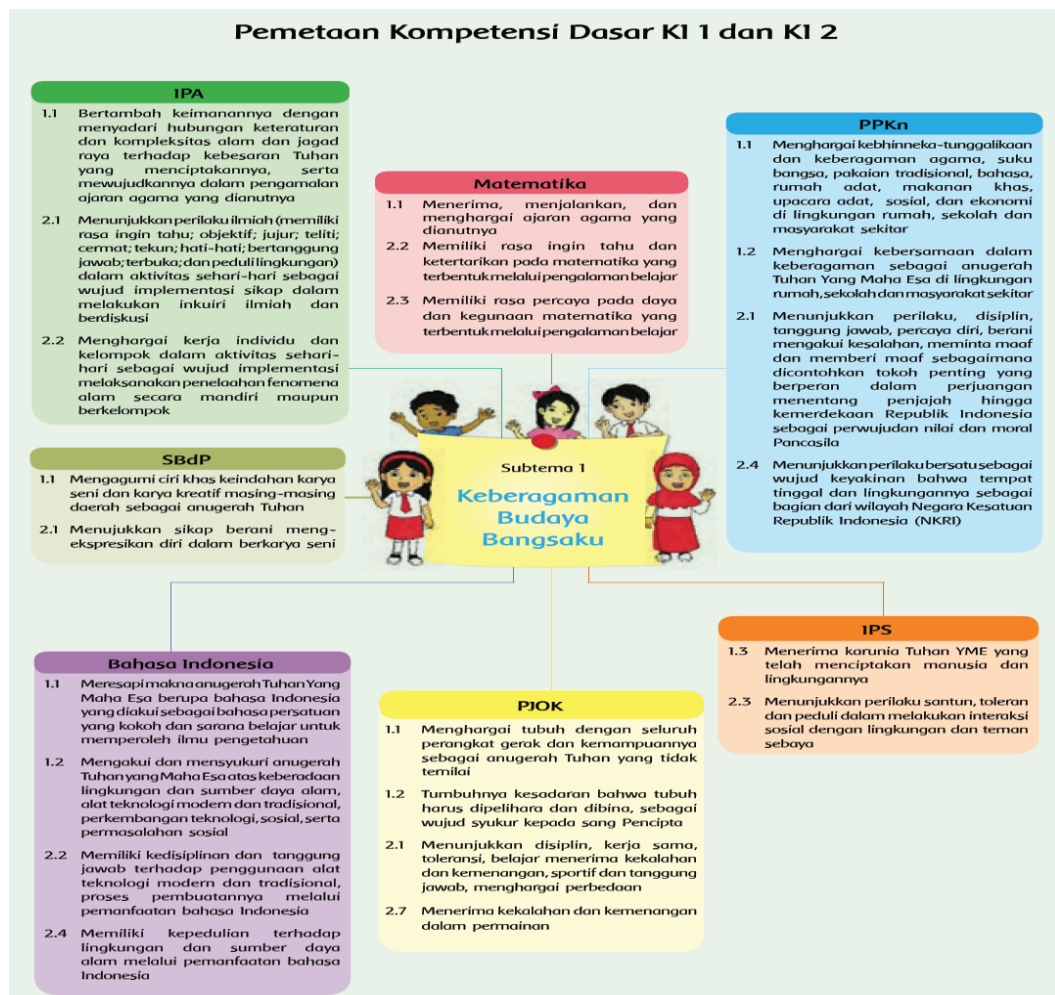 Pemetaan Kompetensi Dasar KI 1 dan KI 2
IPA
1.1 Bertambah keimanannya dengan
menyadari hubungan keteraturan
dan kompleksitas alam dan jagad
raya terhadap kebesaran Tuhan
yang menciptakannya, serta
mewujudkannya dalam pengamalan
ajaran agama yang dianutnya
2.1 Menunjukkan perilaku ilmiah (memiliki
rasa ingin tahu; objektif; jujur; teliti;
cermat; tekun; hati-hati; bertanggung
jawab; terbuka; dan peduli lingkungan)
dalam aktivitas sehari-hari sebagai
wujud implementasi sikap dalam
melakukan inkuiri ilmiah dan
berdiskusi
2.2 Menghargai kerja individu dan
kelompok dalam aktivitas sehari-
hari sebagai wujud implementasi
melaksanakan penelaahan fenomena
alam secara mandiri maupun
berkelompok
Matematika
1.1 Menerima, menjalankan, dan
menghargai ajaran agama yang
dianutnya
2.2 Memiliki rasa ingin tahu dan
ketertarikan pada matematika yang
terbentuk melalui pengalaman belajar
2.3 Memiliki rasa percaya pada daya
dan kegunaan matematika yang
terbentuk melalui pengalaman belajar
PPKn
1.1 Menghargai kebhinneka-tunggalikaan
dan keberagaman agama, suku
bangsa, pakaian tradisional, bahasa,
rumah adat, makanan khas,
upacara adat, sosial, dan ekonomi
di lingkungan rumah, sekolah dan
masyarakat sekitar
1.2 Menghargai kebersamaan dalam
keberagaman sebagai anugerah
Tuhan Yang Maha Esa di lingkungan
rumah, sekolah dan masyarakat sekitar
2.1 Menunjukkan perilaku, disiplin,
tanggung jawab, percaya diri, berani
mengakui kesalahan, meminta maaf
dan memberi maaf sebagaimana
dicontohkan tokoh penting yang
berperan dalam perjuangan
menentang penjajah hingga
kemerdekaan Republik Indonesia
sebagai perwujudan nilai dan moral
Pancasila
2.4 Menunjukkan perilaku bersatu sebagai
wujud keyakinan bahwa tempat
tinggal dan lingkungannya sebagai
bagian dari wilayah Negara Kesatuan
Republik Indonesia (NKRI)
SBdP
1.1 Mengagumi ciri khas keindahan karya
seni dan karya kreatif masing-masing
daerah sebagai anugerah Tuhan
2.1 Menujukkan sikap berani meng-
ekspresikan diri dalam berkarya seni
Subtema 1
Keberagaman
Budaya
Bangsaku
Bahasa Indonesia
1.1 Meresapi makna anugerah Tuhan Yang
Maha Esa berupa bahasa Indonesia
yang diakui sebagai bahasa persatuan
yang kokoh dan sarana belajar untuk
memperoleh ilmu pengetahuan
1.2 Mengakui dan mensyukuri anugerah
Tuhan yang Maha Esa atas keberadaan
lingkungan dan sumber daya alam,
alat teknologi modern dan tradisional,
perkembangan teknologi, sosial, serta
permasalahan sosial
2.2 Memiliki kedisiplinan dan tanggung
jawab terhadap penggunaan alat
teknologi modern dan tradisional,
proses pembuatannya melalui
pemanfaatan bahasa Indonesia
2.4 Memiliki kepedulian terhadap
lingkungan dan sumber daya
alam melalui pemanfaatan bahasa
Indonesia
PJOK
1.1 Menghargai tubuh dengan seluruh
perangkat gerak dan kemampuannya
sebagai anugerah Tuhan yang tidak
temilai
1.2 Tumbuhnya kesadaran bahwa tubuh
harus dipelihara dan dibina, sebagai
wujud syukur kepada sang Pencipta
2.1 Menunjukkan disiplin, kerja sama,
toleransi, belajar menerima kekalahan
dan kemenangan, sportif dan tanggung
jawab, menghargai perbedaan
2.7 Menerima kekalahan dan kemenangan
dalam permainan
IPS
1.3 Menerima karunia Tuhan YME yang
telah menciptakan manusia dan
lingkungannya
2.3 Menunjukkan perilaku santun, toleran
dan peduli dalam melakukan interaksi
sosial dengan lingkungan dan teman
sebaya